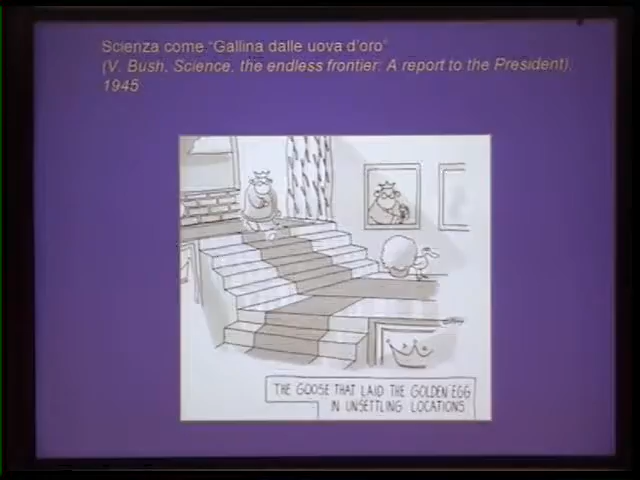 Scienza come "Gallina dalle uova d'oro"
(V. Bush, Science, the endless frontier: A report to the President),
1945
THE GOOSE THAT LAID THE GOLDEN EGG
IN UNSETTLING LOCATIONS